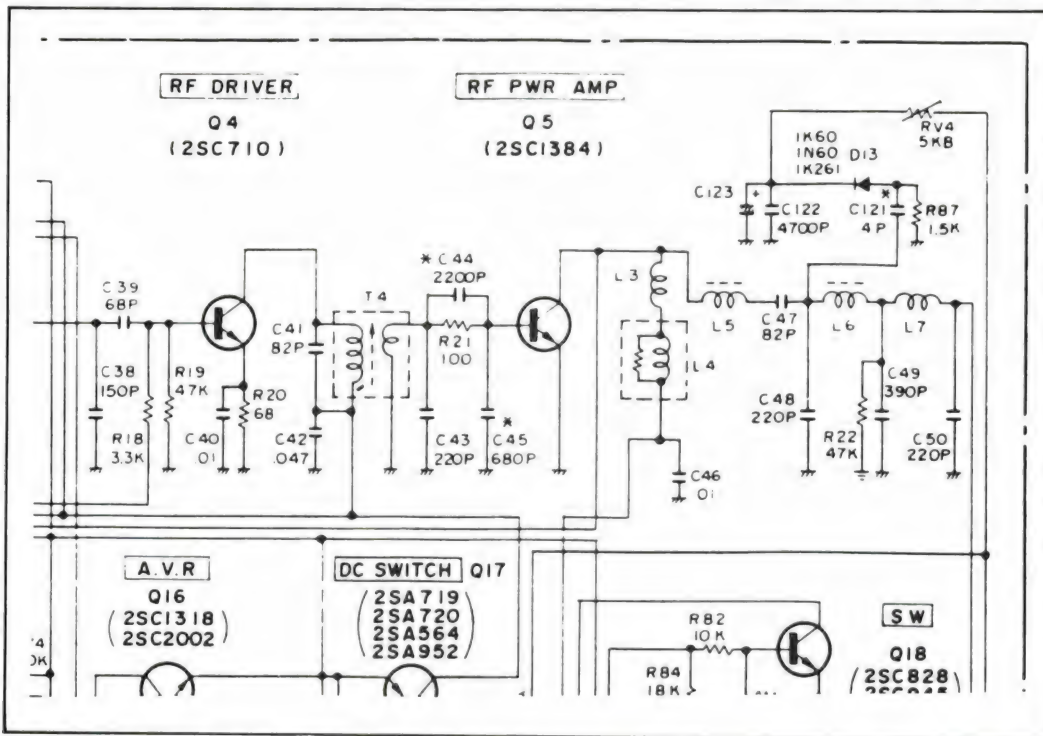 RF DRIVER
Q4
(2SC710)
RF PWR AMP
Q5
(2SC1384)
RV4
5KB
1K60
1N60
1K261
D13
C123
+
C122
4700P
*
C121
4P
R87
1.5K
C39
68P
C38
150P
R18
3.3K
R19
47K
C40
.01
R20
68
C41
82P
C42
.047
T4
* C44
2200P
R21
100
C43
220P
*
C45
680P
L3
L4
L5
C47
82P
L6
L7
C46
.01
C48
220P
R22
47K
C49
390P
C50
220P
A.V.R
Q16
(2SC1318
2SC2002)
DC SWITCH Q17
(2SA719
2SA720
2SA564
2SA952)
R82
10K
R84
18K
SW
Q18
(2SC828